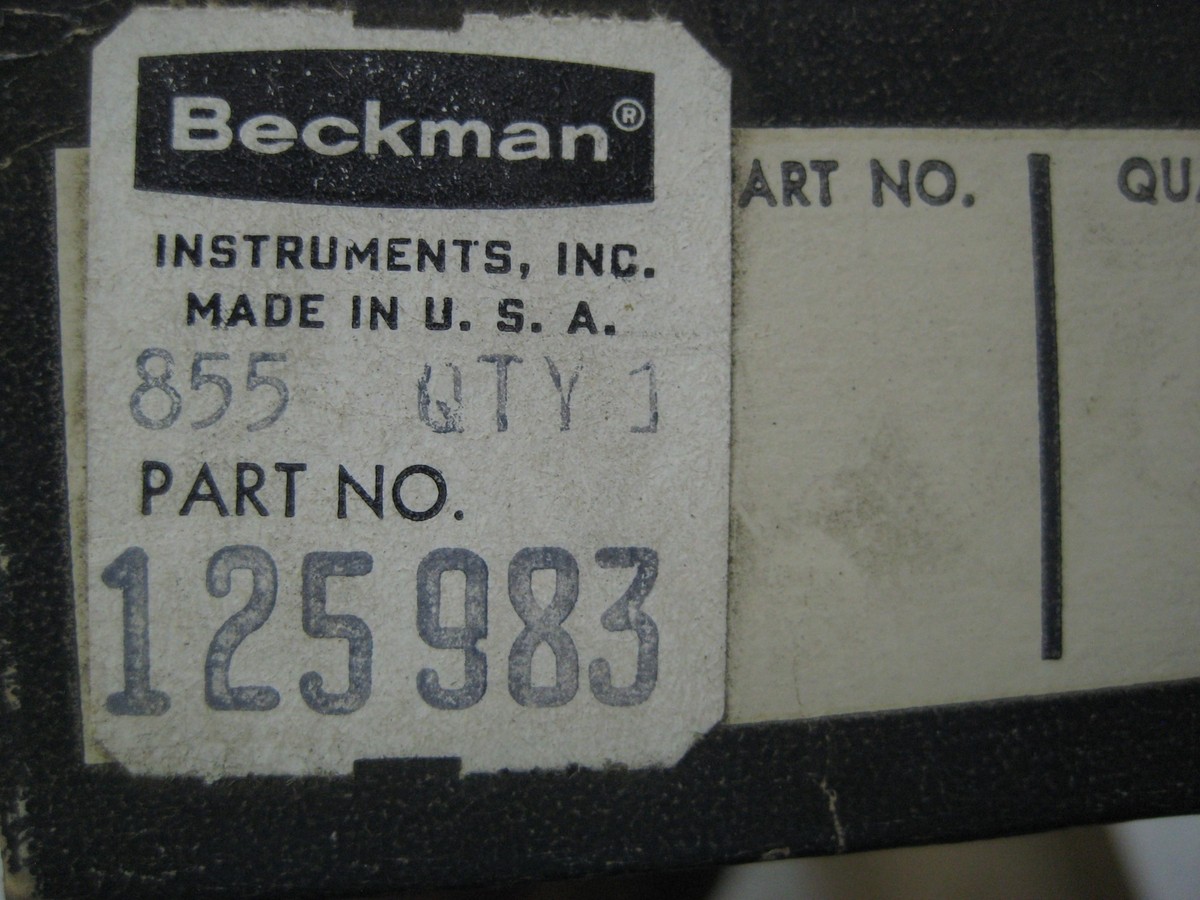 Beckman®
INSTRUMENTS, INC.
MADE IN U. S. A.
855 QTY 1
PART NO.
125983
ART NO.
QU